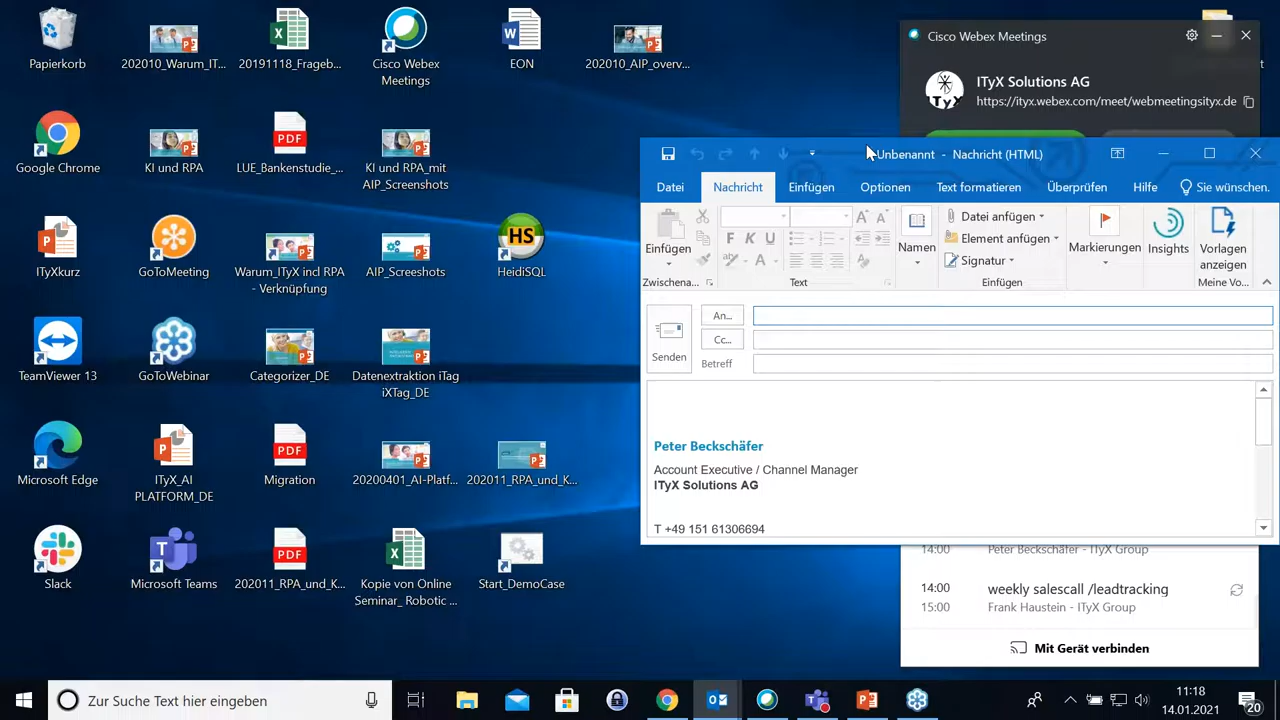 Papierkorb
202010_Warum_IT...
20191118_Frageb...
Cisco Webex
Meetings
EON
202010_AIP_overv...
Google Chrome
KI und RPA
LUE_Bankenstudie_...
KI und RPA_mit
AIP_Screenshots
ITyXkurz
GoToMeeting
Warum_ITyX incl RPA
- Verknüpfung
AIP_Screeshots
HS
HeidiSQL
TeamViewer 13
GoToWebinar
Categorizer_DE
Datenextraktion iTag
iXTag_DE
Microsoft Edge
ITyX_AI
PLATFORM_DE
Migration
20200401_AI-Platf...
202011_RPA_und_K...
Slack
Microsoft Teams
202011_RPA_und_K...
Kopie von Online
Seminar_ Robotic ...
Start_DemoCase
PDF
PDF
PDF
Cisco Webex Meetings
ITyX Solutions AG
https://ityx.webex.com/meet/webmeetingsityx.de
Unbenannt - Nachricht (HTML)
Datei Nachricht Einfügen Optionen Text formatieren Überprüfen Hilfe Sie wünschen.
Einfügen
F K U
Namen
Datei anfügen
Element anfügen
Signatur
Markierungen
Insights
Vorlagen
anzeigen
Zwischena... Text Einfügen Meine Vo...
Senden
An...
Cc...
Betreff
Peter Beckschäfer
Account Executive / Channel Manager
ITyX Solutions AG
T +49 151 61306694
14:00 Peter Beckschäfer - ITyX Group
14:00 weekly salescall /leadtracking
15:00 Frank Haustein - ITyX Group
Mit Gerät verbinden
Zur Suche Text hier eingeben
11:18
14.01.2021
20